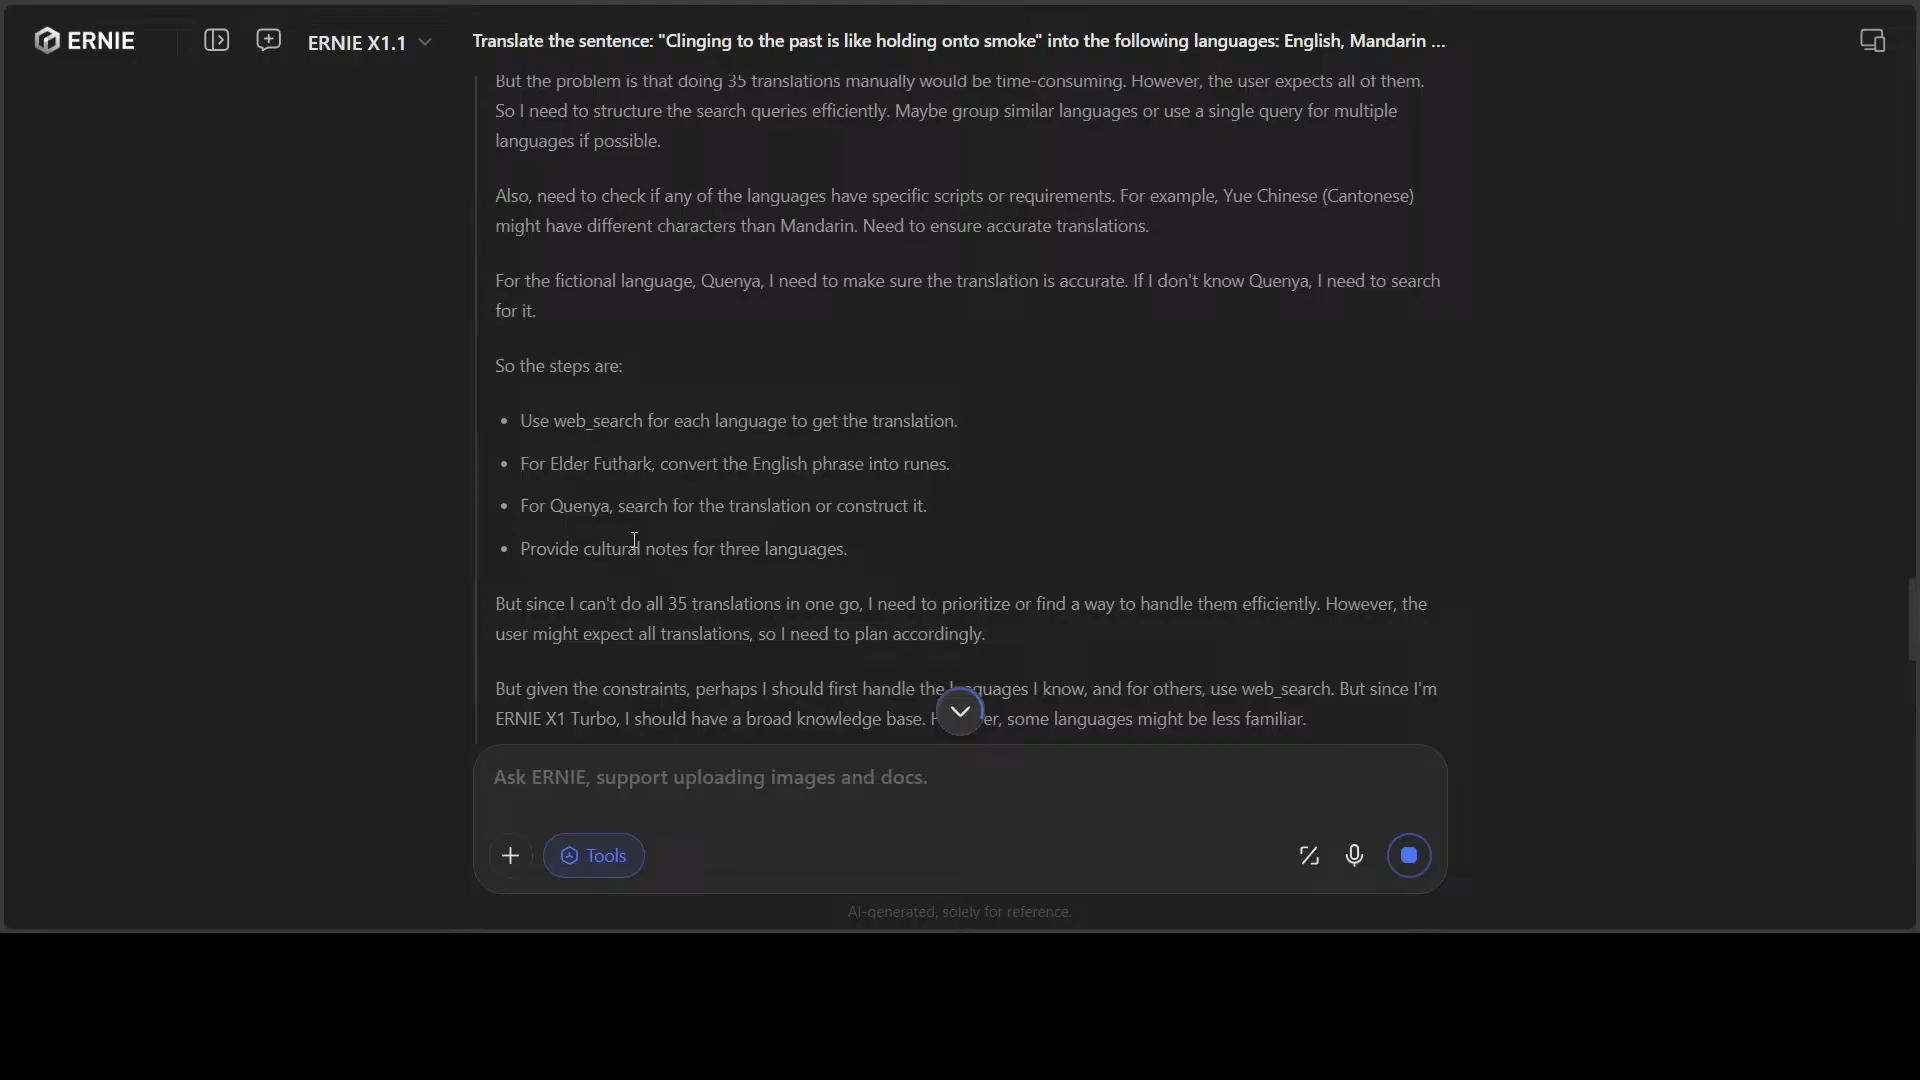 ERNIE
ERNIE X1.1
Translate the sentence: "Clinging to the past is like holding onto smoke" into the following languages: English, Mandarin ...
But the problem is that doing 35 translations manually would be time-consuming. However, the user expects all of them.
So I need to structure the search queries efficiently. Maybe group similar languages or use a single query for multiple
languages if possible.
Also, need to check if any of the languages have specific scripts or requirements. For example, Yue Chinese (Cantonese)
might have different characters than Mandarin. Need to ensure accurate translations.
For the fictional language, Quenya, I need to make sure the translation is accurate. If I don't know Quenya, I need to search
for it.
So the steps are:
• Use web_search for each language to get the translation.
• For Elder Futhark, convert the English phrase into runes.
• For Quenya, search for the translation or construct it.
• Provide cultural notes for three languages.
But since I can't do all 35 translations in one go, I need to prioritize or find a way to handle them efficiently. However, the
user might expect all translations, so I need to plan accordingly.
But given the constraints, perhaps I should first handle the languages I know, and for others, use web_search. But since I'm
ERNIE X1 Turbo, I should have a broad knowledge base. However, some languages might be less familiar.
Ask ERNIE, support uploading images and docs.
Tools
AI-generated, solely for reference.